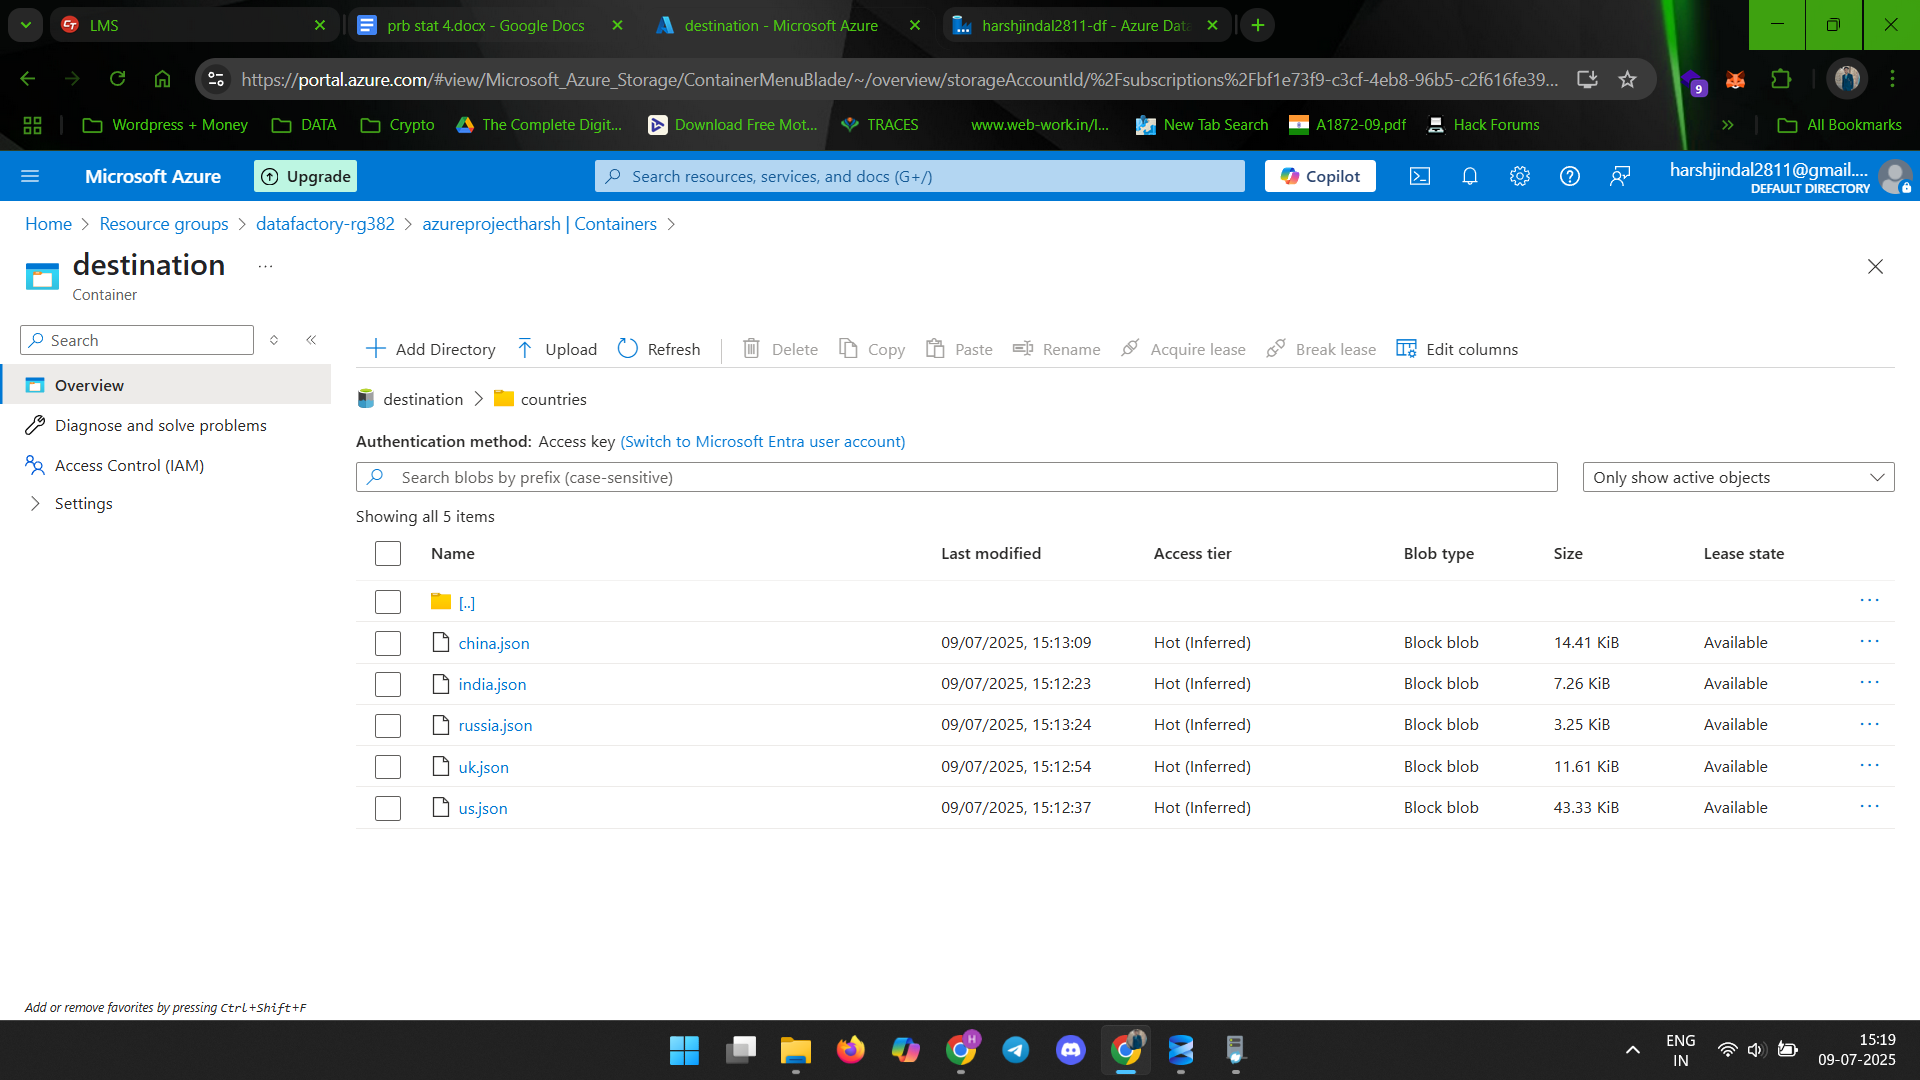 LMS
prb stat 4.docx - Google Docs
destination - Microsoft Azure
harshjindal2811-df - Azure Data
https://portal.azure.com/#view/Microsoft_Azure_Storage/ContainerMenuBlade/~/overview/storageAccountId/%2Fsubscriptions%2Fbf1e73f9-c3cf-4eb8-96b5-c2f616fe39...
9
Wordpress + Money
DATA
Crypto
The Complete Digit...
Download Free Mot...
TRACES
www.web-work.in/l...
New Tab Search
A1872-09.pdf
Hack Forums
All Bookmarks
Microsoft Azure
Upgrade
Search resources, services, and docs (G+/)
Copilot
harshjindal2811@gmail....
DEFAULT DIRECTORY
Home > Resource groups > datafactory-rg382 > azureprojectharsh | Containers >
destination ...
Container
Search
Overview
Diagnose and solve problems
Access Control (IAM)
Settings
Add or remove favorites by pressing Ctrl+Shift+F
Add Directory Upload Refresh Delete Copy Paste Rename Acquire lease Break lease Edit columns
destination > countries
Authentication method: Access key (Switch to Microsoft Entra user account)
Search blobs by prefix (case-sensitive)
Only show active objects
Showing all 5 items
Name Last modified Access tier Blob type Size Lease state
[..] ...
china.json 09/07/2025, 15:13:09 Hot (Inferred) Block blob 14.41 KiB Available ...
india.json 09/07/2025, 15:12:23 Hot (Inferred) Block blob 7.26 KiB Available ...
russia.json 09/07/2025, 15:13:24 Hot (Inferred) Block blob 3.25 KiB Available ...
uk.json 09/07/2025, 15:12:54 Hot (Inferred) Block blob 11.61 KiB Available ...
us.json 09/07/2025, 15:12:37 Hot (Inferred) Block blob 43.33 KiB Available ...
H
ENG
IN
15:19
09-07-2025